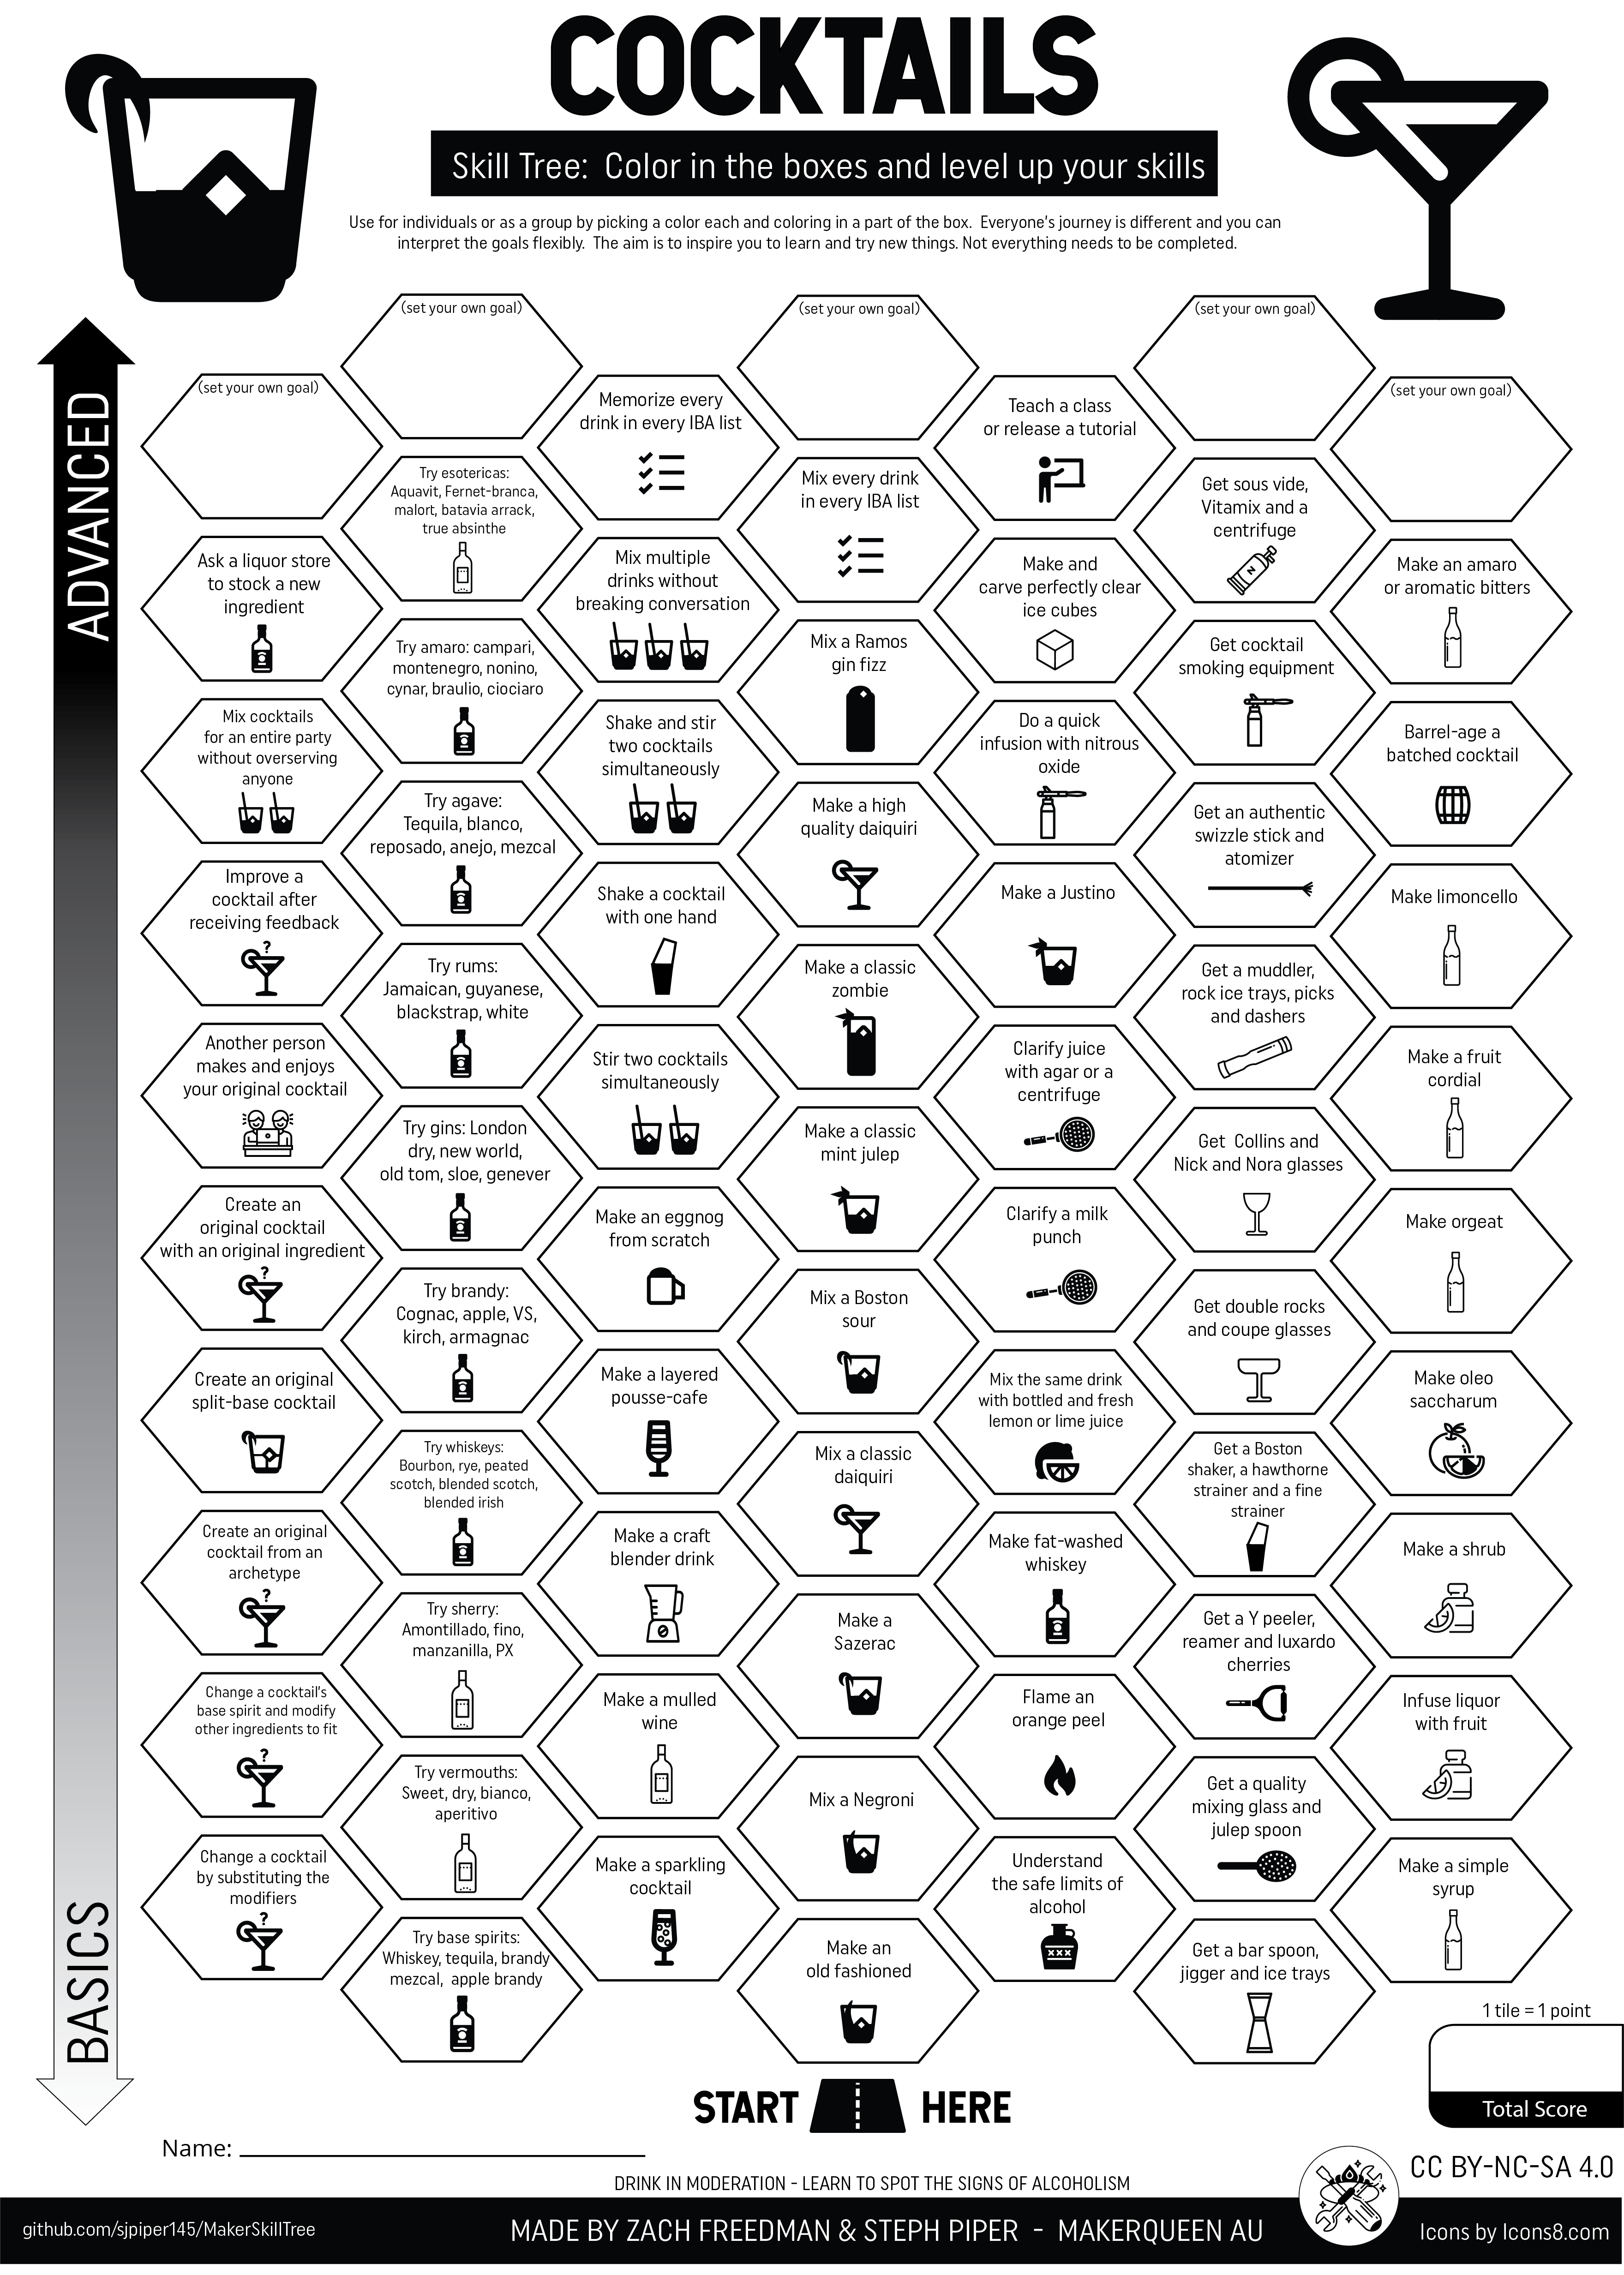 COCKTAILS
Skill Tree:  Color in the boxes and level up your skills
Use for individuals or as a group by picking a color each and coloring in a part of the box.  Everyone's journey is different and you can
interpret the goals flexibly.  The aim is to inspire you to learn and try new things. Not everything needs to be completed.
ADVANCED
BASICS
(set your own goal)
Ask a liquor store
to stock a new
ingredient
Mix cocktails
for an entire party
without overserving
anyone
Improve a
cocktail after
receiving feedback
?
Another person
makes and enjoys
your original cocktail
Create an
original cocktail
with an original ingredient
?
Create an original
split-base cocktail
Create an original
cocktail from an
archetype
?
Change a cocktail's
base spirit and modify
other ingredients to fit
?
Change a cocktail
by substituting the
modifiers
?
(set your own goal)
Try esotericas:
Aquavit, Fernet-branca,
malort, batavia arrack,
true absinthe
Try amaro: campari,
montenegro, nonino,
cynar, braulio, ciociaro
Try agave:
Tequila, blanco,
reposado, anejo, mezcal
Try rums:
Jamaican, guyanese,
blackstrap, white
Try gins: London
dry, new world,
old tom, sloe, genever
Try brandy:
Cognac, apple, VS,
kirch, armagnac
Try whiskeys:
Bourbon, rye, peated
scotch, blended scotch,
blended irish
Try sherry:
Amontillado, fino,
manzanilla, PX
Try vermouths:
Sweet, dry, bianco,
aperitivo
Try base spirits:
Whiskey, tequila, brandy
mezcal,  apple brandy
Memorize every
drink in every IBA list
Mix multiple
drinks without
breaking conversation
Shake and stir
two cocktails
simultaneously
Shake a cocktail
with one hand
Stir two cocktails
simultaneously
Make an eggnog
from scratch
Make a layered
pousse-cafe
Make a craft
blender drink
Make a mulled
wine
Make a sparkling
cocktail
(set your own goal)
Mix every drink
in every IBA list
Mix a Ramos
gin fizz
Make a high
quality daiquiri
Make a classic
zombie
Make a classic
mint julep
Mix a Boston
sour
Mix a classic
daiquiri
Make a
Sazerac
Mix a Negroni
Make an
old fashioned
Teach a class
or release a tutorial
Make and
carve perfectly clear
ice cubes
Do a quick
infusion with nitrous
oxide
Make a Justino
Clarify juice
with agar or a
centrifuge
Clarify a milk
punch
Mix the same drink
with bottled and fresh
lemon or lime juice
Make fat-washed
whiskey
Flame an
orange peel
Understand
the safe limits of
alcohol
XXX
(set your own goal)
Get sous vide,
Vitamix and a
centrifuge
N
Get cocktail
smoking equipment
Get an authentic
swizzle stick and
atomizer
Get a muddler,
rock ice trays, picks
and dashers
Get  Collins and
Nick and Nora glasses
Get double rocks
and coupe glasses
Get a Boston
shaker, a hawthorne
strainer and a fine
strainer
Get a Y peeler,
reamer and luxardo
cherries
Get a quality
mixing glass and
julep spoon
Get a bar spoon,
jigger and ice trays
(set your own goal)
Make an amaro
or aromatic bitters
Barrel-age a
batched cocktail
Make limoncello
Make a fruit
cordial
Make orgeat
Make oleo
saccharum
Make a shrub
Infuse liquor
with fruit
Make a simple
syrup
1 tile = 1 point
Total Score
START HERE
Name:
DRINK IN MODERATION - LEARN TO SPOT THE SIGNS OF ALCOHOLISM
CC BY-NC-SA 4.0
github.com/sjpiper145/MakerSkillTree
MADE BY ZACH FREEDMAN & STEPH PIPER  -  MAKERQUEEN AU
Icons by Icons8.com